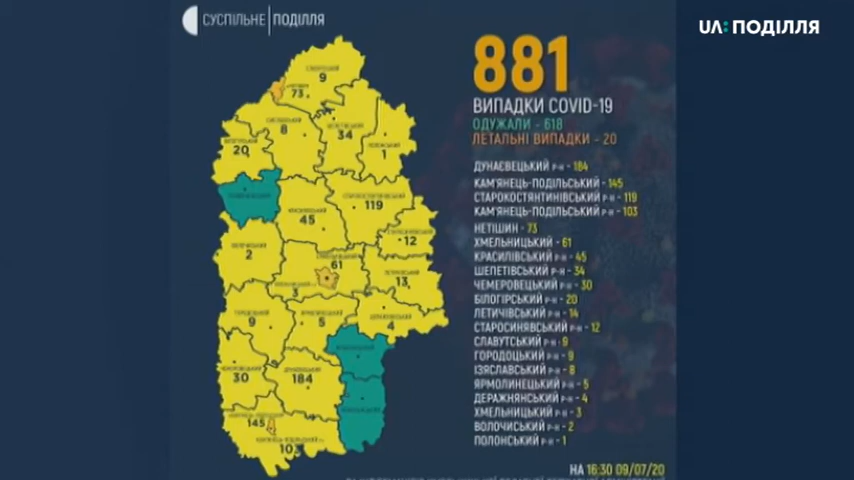 СУСПІЛЬНЕ ПОДІЛЛЯ
UA: ПОДІЛЛЯ
881
ВИПАДКИ COVID-19
ОДУЖАЛИ - 618
ЛЕТАЛЬНІ ВИПАДКИ - 20
ДУНАЄВЕЦЬКИЙ Р-Н - 184
КАМ'ЯНЕЦЬ-ПОДІЛЬСЬКИЙ - 145
СТАРОКОСТЯНТИНІВСЬКИЙ Р-Н - 119
КАМ'ЯНЕЦЬ-ПОДІЛЬСЬКИЙ Р-Н - 103
НЕТІШИН - 73
ХМЕЛЬНИЦЬКИЙ - 61
КРАСИЛІВСЬКИЙ Р-Н - 45
ШЕПЕТІВСЬКИЙ Р-Н - 34
ЧЕМЕРОВЕЦЬКИЙ Р-Н - 30
БІЛОГІРСЬКИЙ Р-Н - 20
ЛЕТИЧІВСЬКИЙ Р-Н - 14
СТАРОСИНЯВСЬКИЙ Р-Н - 12
СЛАВУТСЬКИЙ Р-Н - 9
ГОРОДОЦЬКИЙ Р-Н - 9
ІЗЯСЛАВСЬКИЙ Р-Н - 8
ЯРМОЛИНЕЦЬКИЙ Р-Н - 5
ДЕРАЖНЯНСЬКИЙ Р-Н - 4
ХМЕЛЬНИЦЬКИЙ Р-Н - 3
ВОЛОЧИСЬКИЙ Р-Н - 2
ПОЛОНСЬКИЙ Р-Н - 1
НА 16:30 09/07/20
9
73
8
34
20
1
45
119
12
2
61
3
13
9
5
4
30
184
145
103